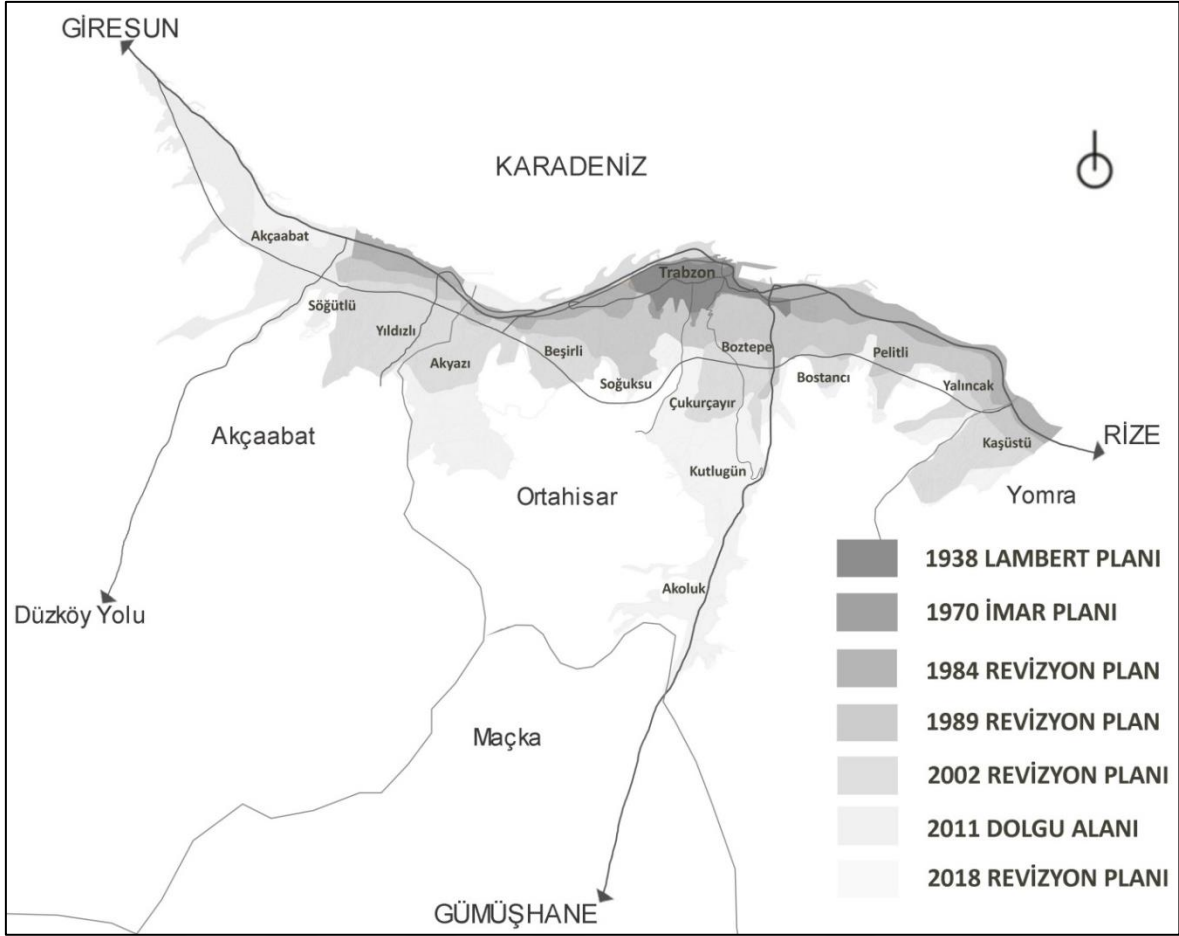 GİRESUN
KARADENİZ
Akçaabat
Trabzon
Söğütlü
Yıldızlı
Akyazı
Beşirli
Soğuksu
Boztepe
Çukurçayır
Bostancı
Pelitli
Yalıncak
Kaşüstü
RİZE
Akçaabat
Ortahisar
Kutlugün
Yomra
Akoluk
Düzköy Yolu
Maçka
GÜMÜŞHANE
1938 LAMBERT PLANI
1970 İMAR PLANI
1984 REVİZYON PLAN
1989 REVİZYON PLAN
2002 REVİZYON PLANI
2011 DOLGU ALANI
2018 REVİZYON PLANI